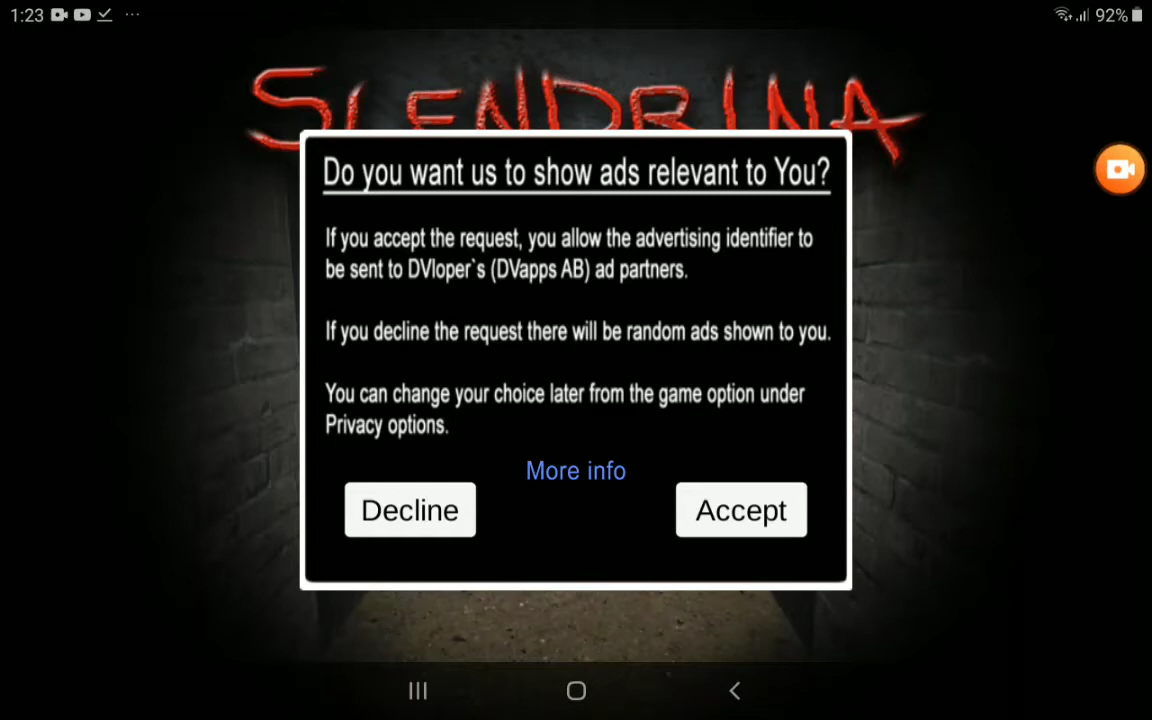 1:23
92%
SLENDRINA
Do you want us to show ads relevant to You?
If you accept the request, you allow the advertising identifier to
be sent to DVloper`s (DVapps AB) ad partners.
If you decline the request there will be random ads shown to you.
You can change your choice later from the game option under
Privacy options.
More info
Decline
Accept